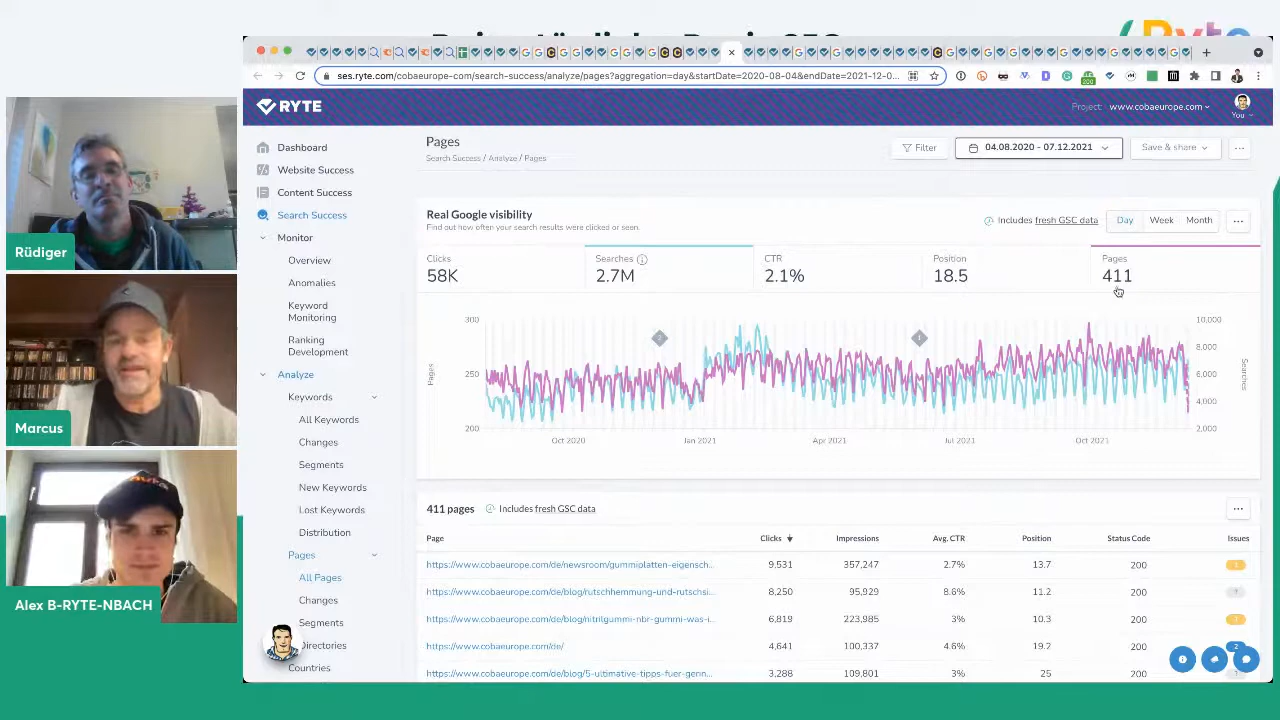 Ryte
ses.ryte.com/cobaeurope-com/search-success/analyze/pages?aggregation=day&startDate=2020-08-04&endDate=2021-12-0...
RYTE
Project: www.cobaeurope.com
You
Dashboard
Website Success
Content Success
Search Success
Monitor
Overview
Anomalies
Keyword
Monitoring
Ranking
Development
Analyze
Keywords
All Keywords
Changes
Segments
New Keywords
Lost Keywords
Distribution
Pages
All Pages
Changes
Segments
Directories
Countries
Pages
Search Success / Analyze / Pages
Filter
04.08.2020 - 07.12.2021
Save & share
Real Google visibility
Find out how often your search results were clicked or seen.
Includes fresh GSC data
Day Week Month
Clicks
58K
Searches
2.7M
CTR
2.1%
Position
18.5
Pages
411
300
250
200
Pages
10,000
8,000
6,000
4,000
2,000
Searches
Oct 2020 Jan 2021 Apr 2021 Jul 2021 Oct 2021
411 pages Includes fresh GSC data
Page Clicks Impressions Avg. CTR Position Status Code Issues
https://www.cobaeurope.com/de/newsroom/gummiplatten-eigensch... 9,531 357,247 2.7% 13.7 200
https://www.cobaeurope.com/de/blog/rutschhemmung-und-rutschsi... 8,250 95,929 8.6% 11.2 200
https://www.cobaeurope.com/de/blog/nitrilgummi-nbr-gummi-was-i... 6,819 223,985 3% 10.3 200
https://www.cobaeurope.com/de/ 4,641 100,337 4.6% 19.2 200 2
https://www.cobaeurope.com/de/blog/5-ultimative-tipps-fuer-gerin... 3,288 109,801 3% 25 200
Rüdiger
Marcus
Alex B-RYTE-NBACH